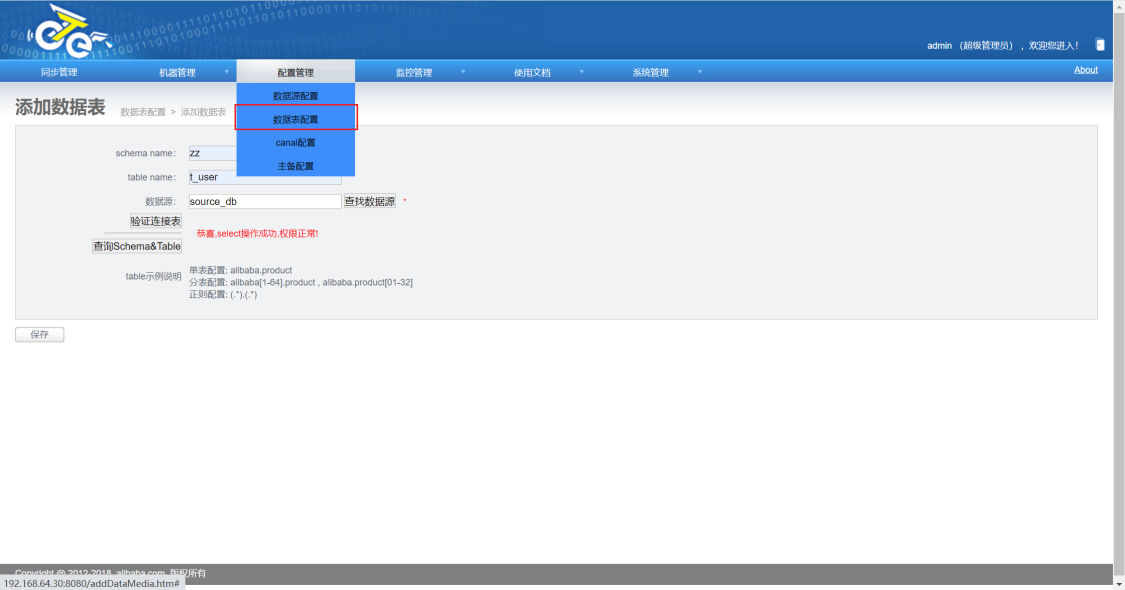 admin （超级管理员），欢迎您进入！
同步管理 机器管理 配置管理 监控管理 使用文档 系统管理 About
数据源配置
添加数据表 数据表配置 > 添加数据表 数据表配置
canal配置
schema name: zz
主备配置
table name: t_user
数据源: source_db 查找数据源 *
验证连接表
恭喜,select操作成功,权限正常!
查询Schema&Table
table示例说明
单表配置: alibaba.product
分表配置: alibaba[1-64].product , alibaba.product[01-32]
正则配置: (.*).(.*)
保存
Copyright @ 2012-2018 alibaba.com 版权所有
192.168.64.30:8080/addDataMedia.htm#